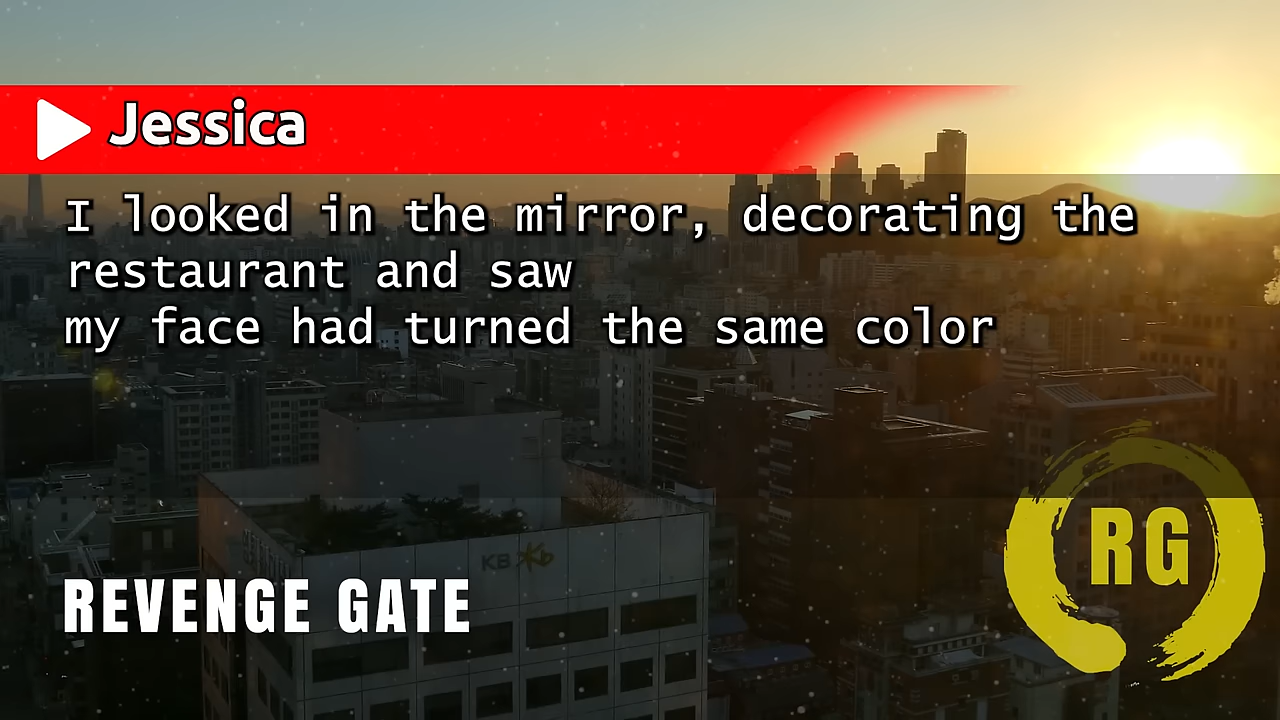 Jessica
I looked in the mirror, decorating the
restaurant and saw
my face had turned the same color
KB
RG
REVENGE GATE